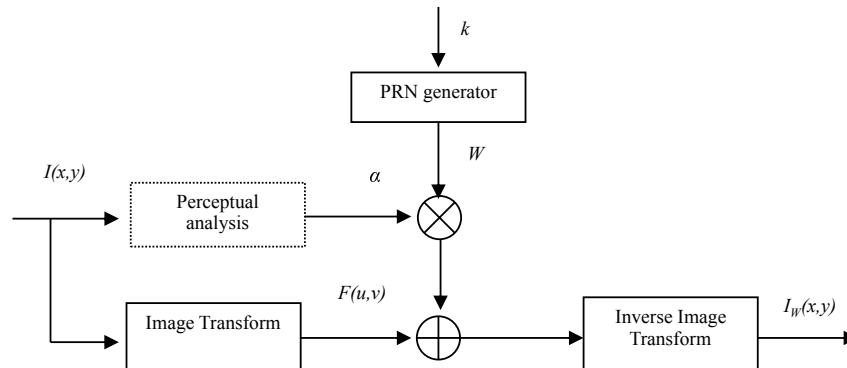 k
PRN generator
W
I(x,y)
α
Perceptual
analysis
F(u,v)
Image Transform
Inverse Image
Transform
I_W(x,y)